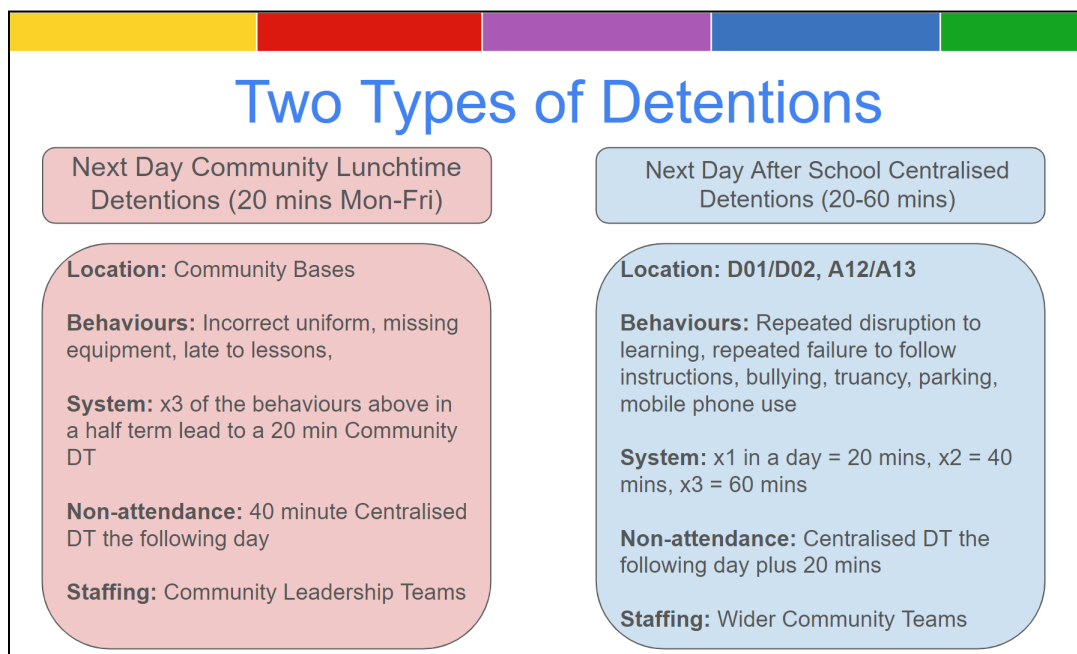 Two Types of Detentions
Next Day Community Lunchtime
Detentions (20 mins Mon-Fri)
Location: Community Bases
Behaviours: Incorrect uniform, missing
equipment, late to lessons,
System: x3 of the behaviours above in
a half term lead to a 20 min Community
DT
Non-attendance: 40 minute Centralised
DT the following day
Staffing: Community Leadership Teams
Next Day After School Centralised
Detentions (20-60 mins)
Location: D01/D02, A12/A13
Behaviours: Repeated disruption to
learning, repeated failure to follow
instructions, bullying, truancy, parking,
mobile phone use
System: x1 in a day = 20 mins, x2 = 40
mins, x3 = 60 mins
Non-attendance: Centralised DT the
following day plus 20 mins
Staffing: Wider Community Teams